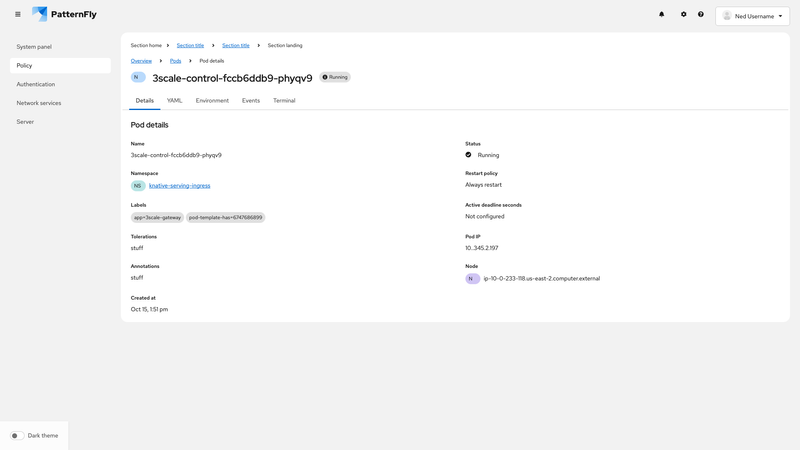 PatternFly
Ned Username
System panel
Policy
Authentication
Network services
Server
Section home > Section title > Section title > Section landing
Overview > Pods > Pod details
N 3scale-control-fccb6ddb9-phyqv9 Running
Details YAML Environment Events Terminal
Pod details
Name
3scale-control-fccb6ddb9-phyqv9
Status
Running
Namespace
NS knative-serving-ingress
Restart policy
Always restart
Labels
app=3scale-gateway pod-template-has=6747686899
Active deadline seconds
Not configured
Tolerations
stuff
Pod IP
10..345.2.197
Annotations
stuff
Node
N ip-10-0-233-118.us-east-2.computer.external
Created at
Oct 15, 1:51 pm
Dark theme